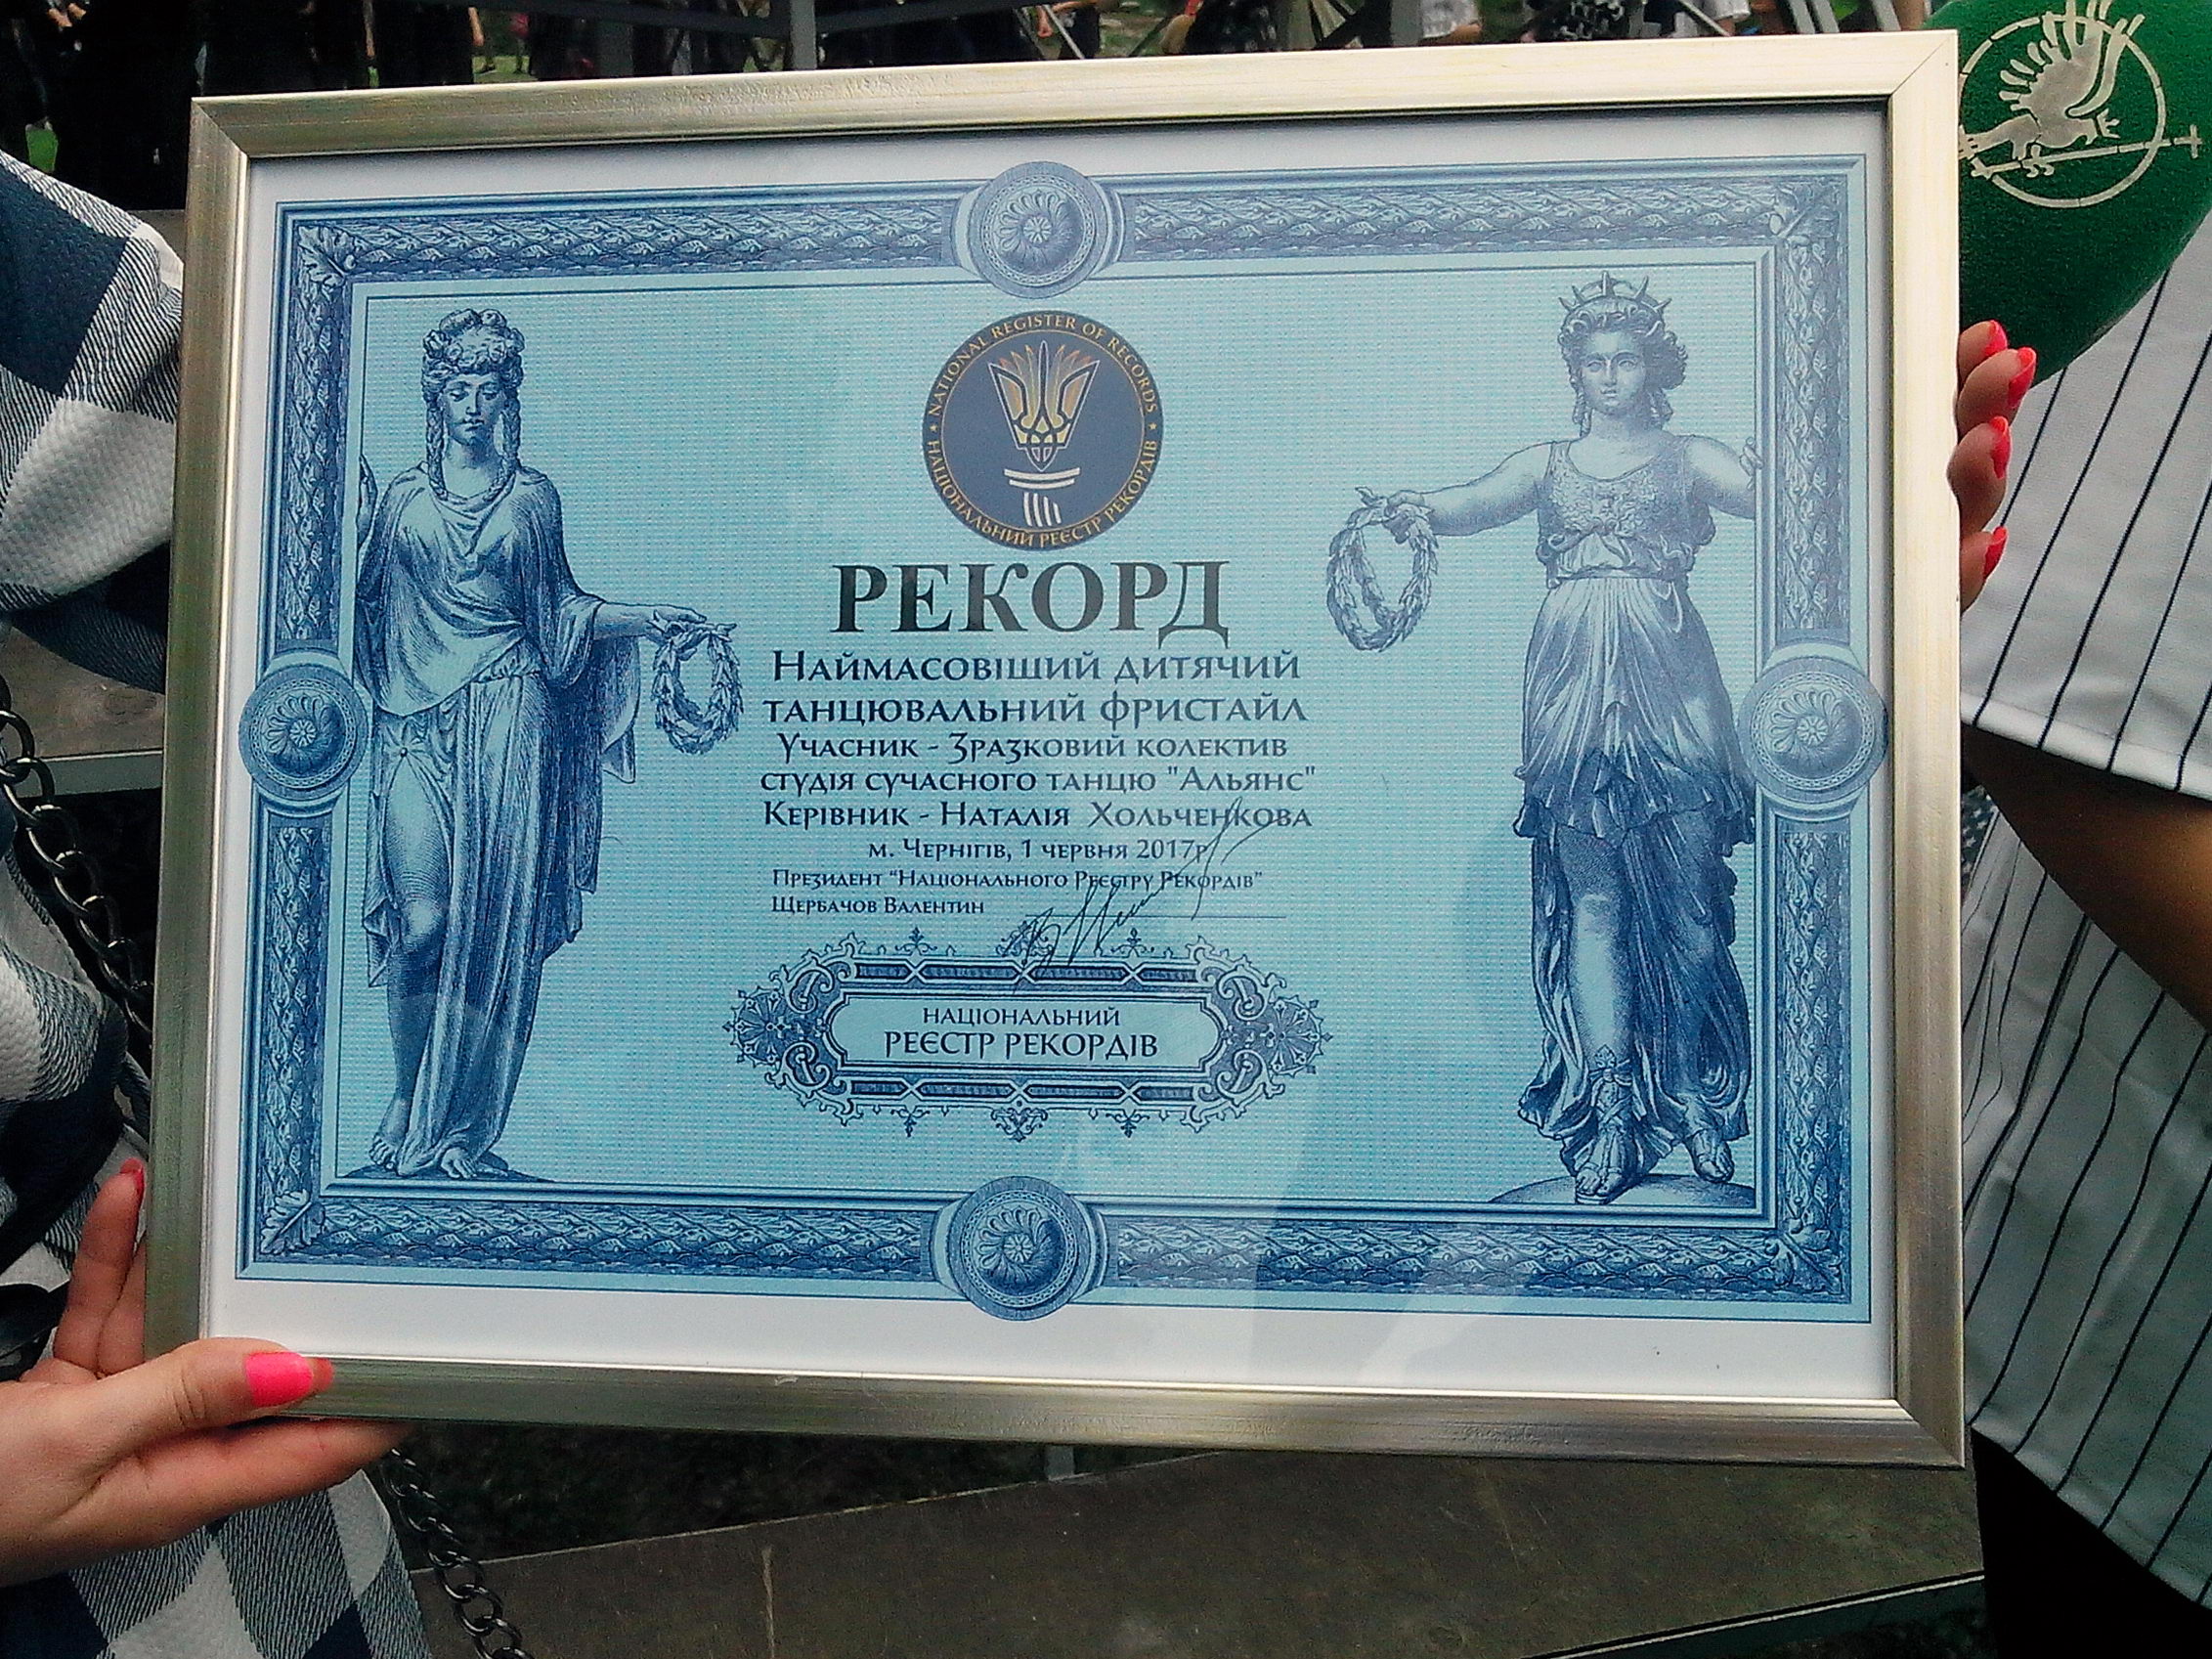 NATIONAL REGISTER OF RECORDS
НАЦІОНАЛЬНИЙ РЕЄСТР РЕКОРДІВ
РЕКОРД
НАЙМАСОВІШИЙ ДИТЯЧИЙ
ТАНЦЮВАЛЬНИЙ ФРИСТАЙЛ
УЧАСНИК - ЗРАЗКОВИЙ КОЛЕКТИВ
СТУДІЯ СУЧАСНОГО ТАНЦЮ "АЛЬЯНС"
КЕРІВНИК - НАТАЛІЯ ХОЛЬЧЕНКОВА
М. ЧЕРНІГІВ, 1 ЧЕРВНЯ 2017Р.
ПРЕЗИДЕНТ "НАЦІОНАЛЬНОГО РЕЄСТРУ РЕКОРДІВ"
ЩЕРБАЧОВ ВАЛЕНТИН
НАЦІОНАЛЬНИЙ
РЕЄСТР РЕКОРДІВ